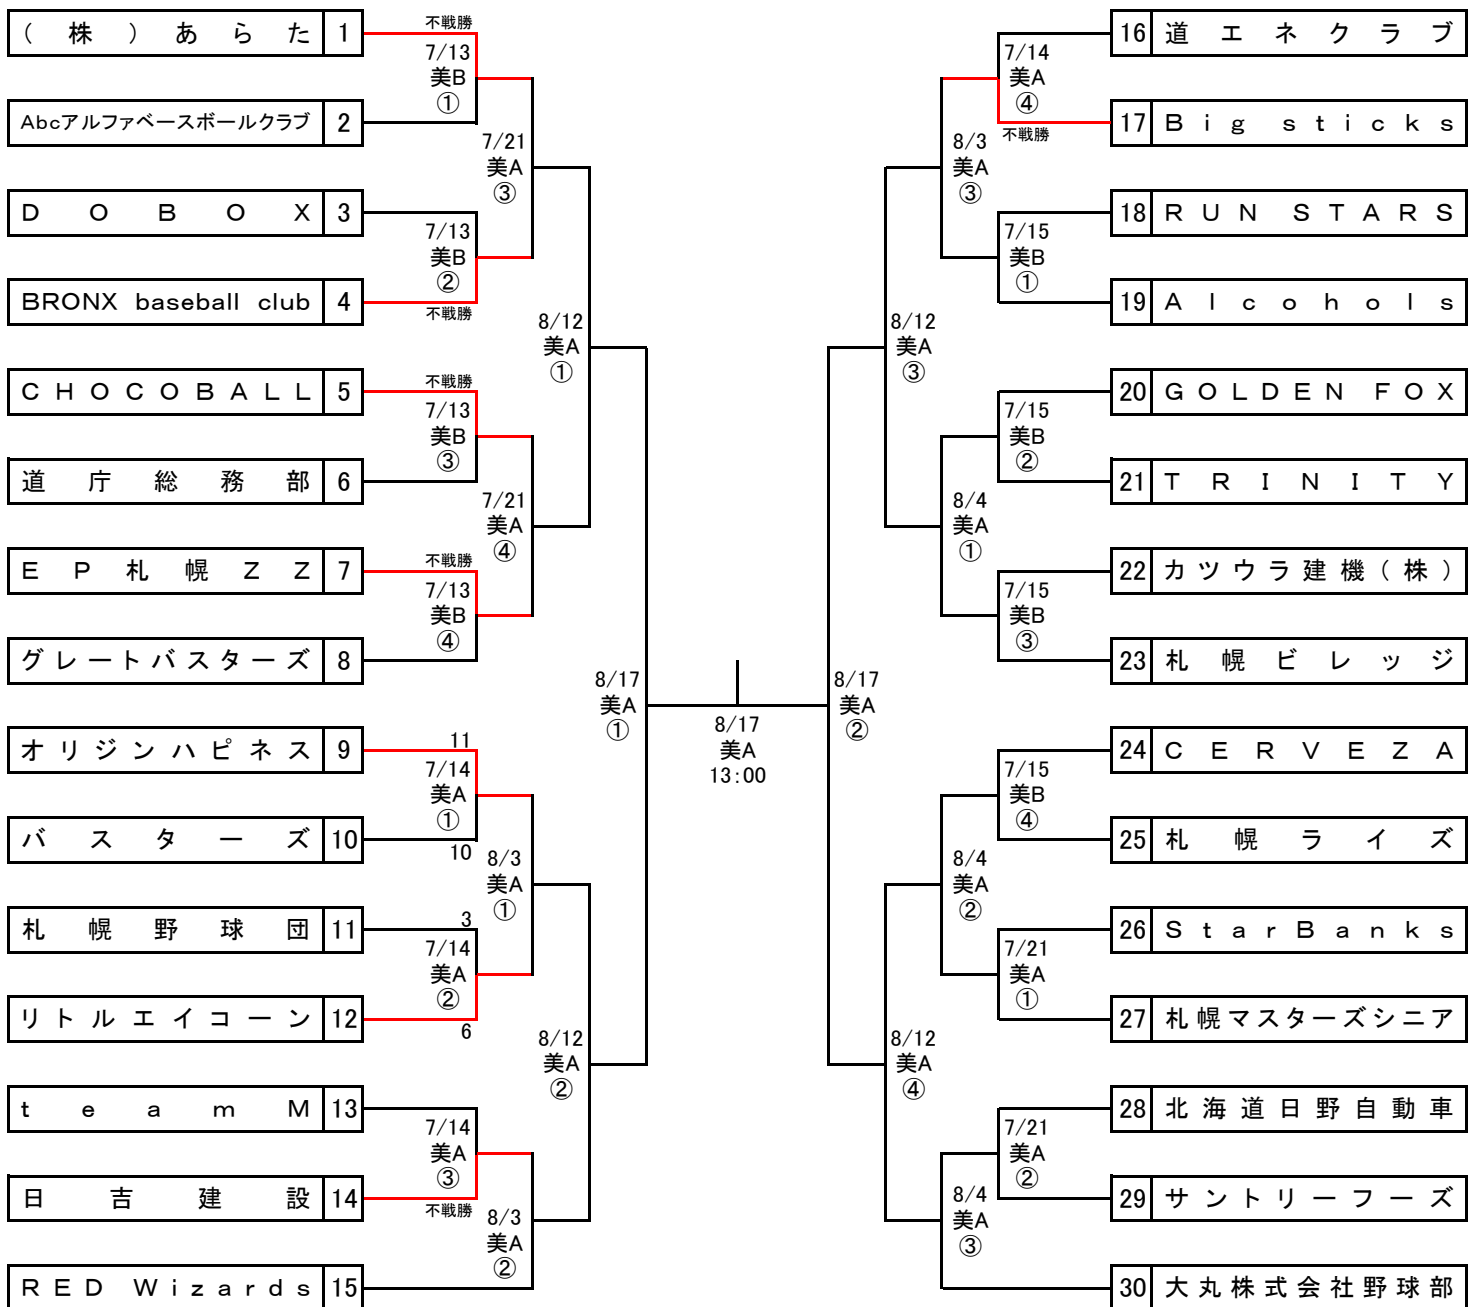 （株）あらた 1
不戦勝
7/13
美B
①
Abcアルファベースボールクラブ 2
7/21
美A
③
DOBOX 3
7/13
美B
②
BRONX baseball club 4
不戦勝
8/12
美A
①
CHOCOBALL 5
不戦勝
7/13
美B
③
道庁総務部 6
7/21
美A
④
EP札幌ZZ 7
不戦勝
7/13
美B
④
グレートバスターズ 8
8/17
美A
①
オリジンハピネス 9
11
7/14
美A
①
バスターズ 10
10
8/3
美A
①
札幌野球団 11
3
7/14
美A
②
リトルエイコーン 12
6
8/12
美A
②
team M 13
7/14
美A
③
日吉建設 14
不戦勝
8/3
美A
②
RED Wizards 15
8/17
美A
13:00
16 道エネクラブ
7/14
美A
④
17 Big sticks
不戦勝
8/3
美A
③
18 RUN STARS
7/15
美B
①
19 Alcohols
8/12
美A
③
20 GOLDEN FOX
7/15
美B
②
21 TRINITY
8/4
美A
①
22 カツウラ建機（株）
7/15
美B
③
23 札幌ビレッジ
8/17
美A
②
24 CERVEZA
7/15
美B
④
25 札幌ライズ
8/4
美A
②
26 StarBanks
7/21
美A
①
27 札幌マスターズシニア
8/12
美A
④
28 北海道日野自動車
7/21
美A
②
29 サントリーフーズ
8/4
美A
③
30 大丸株式会社野球部